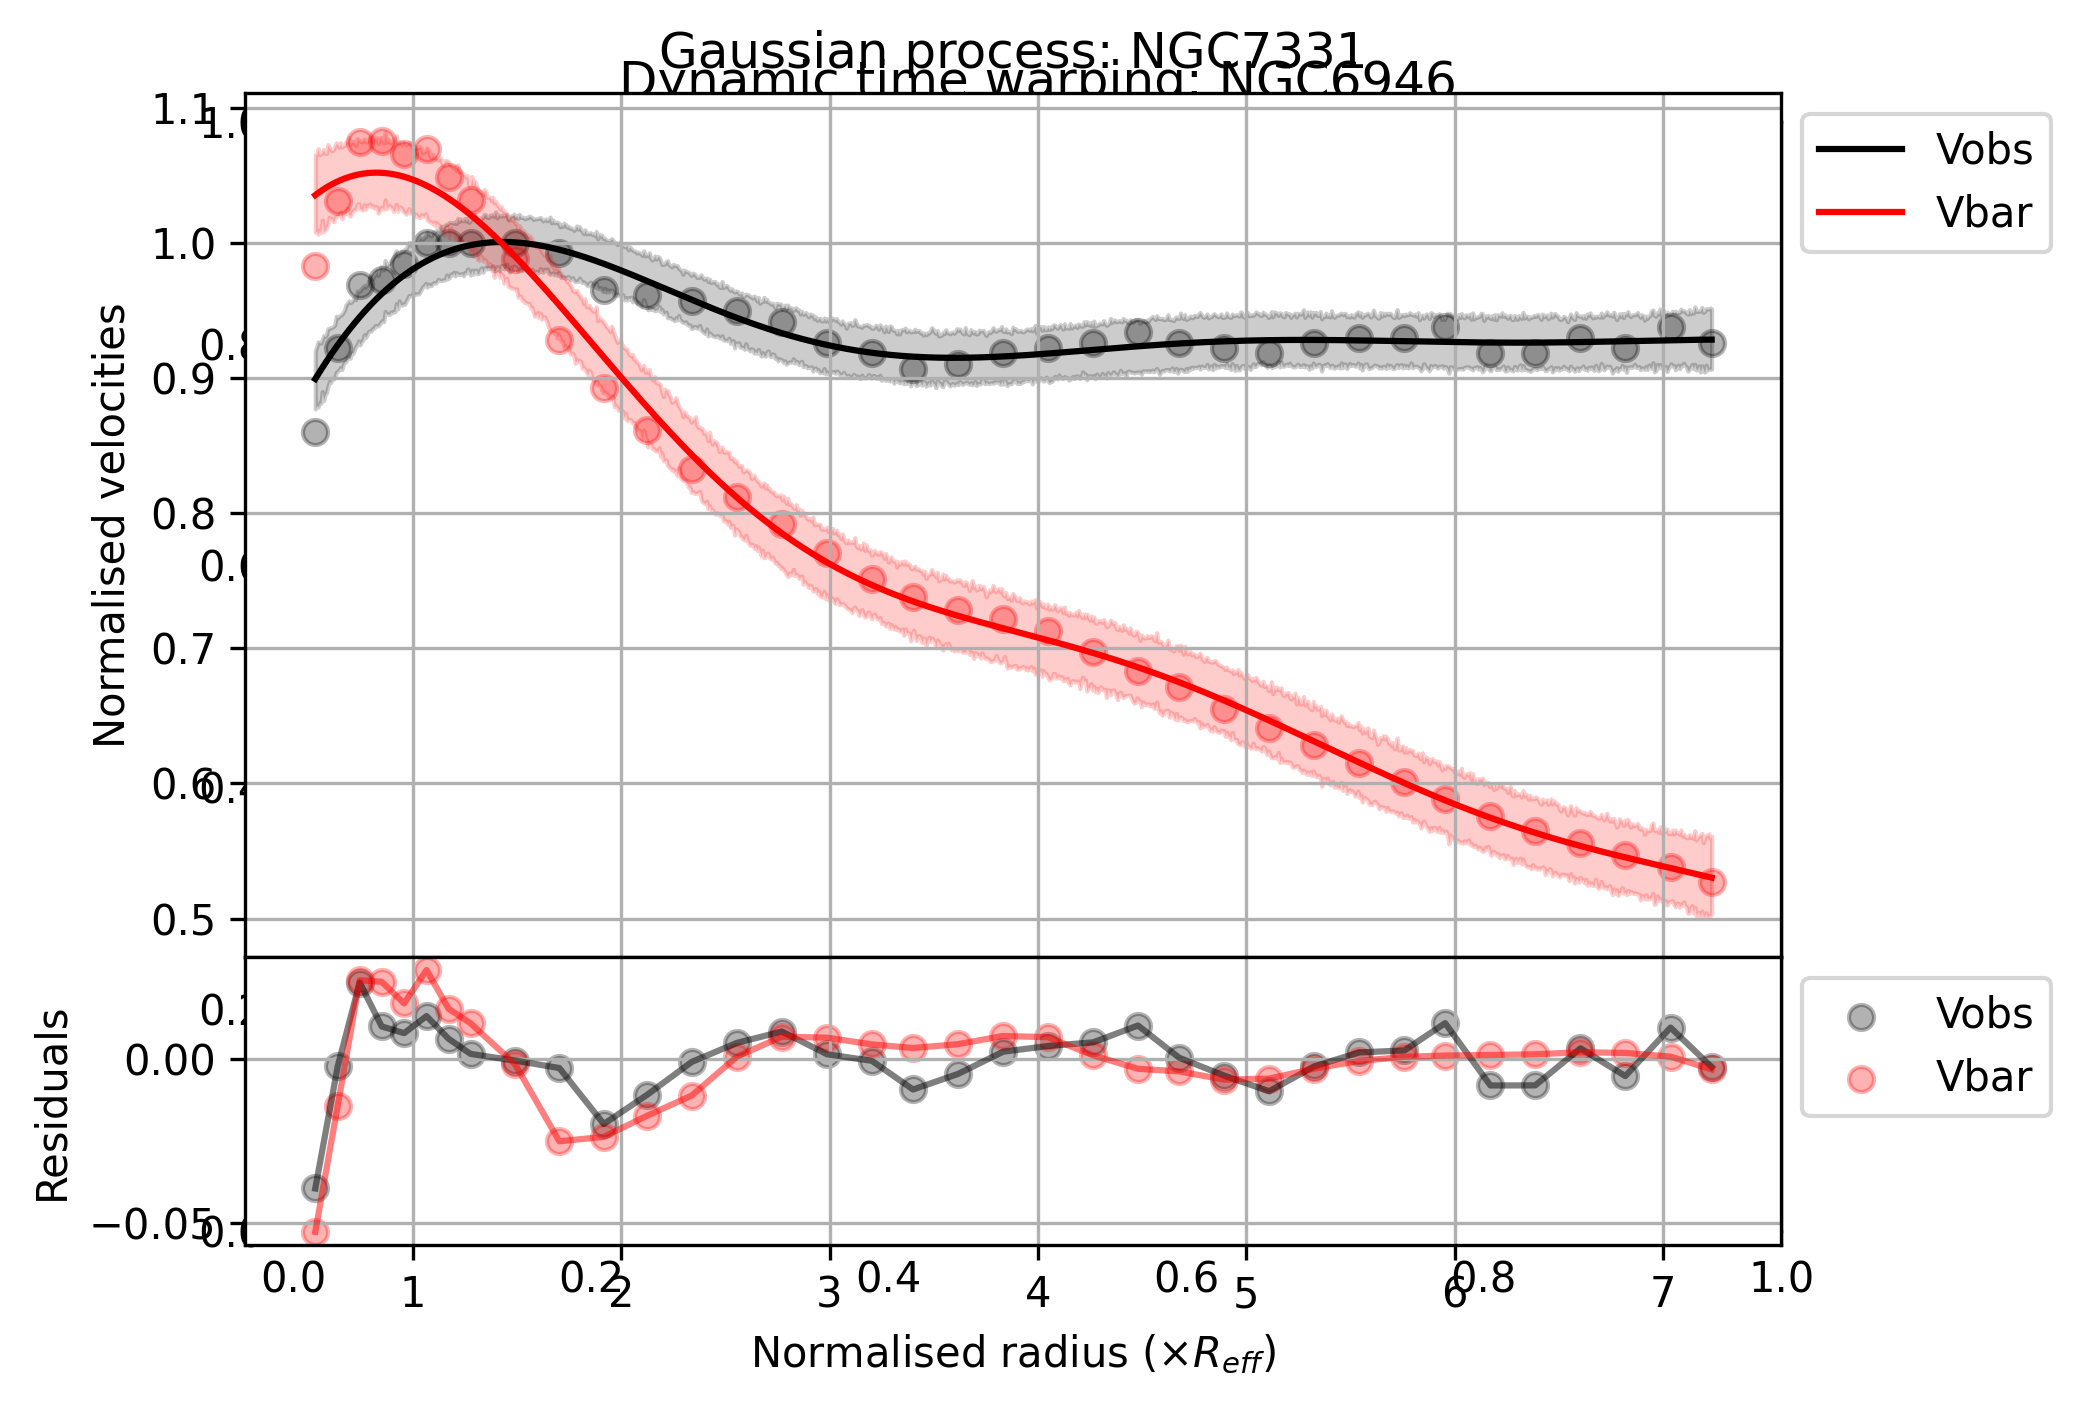 Gaussian process: NGC7331
Dynamic time warping: NGC6946
1.1
1.0
0.9
0.8
0.7
0.6
0.5
Normalised velocities
Vobs
Vbar
0.00
−0.05
Residuals
Vobs
Vbar
0.0 0.2 0.4 0.6 0.8 1.0
1 2 3 4 5 6 7
Normalised radius (×R_eff)